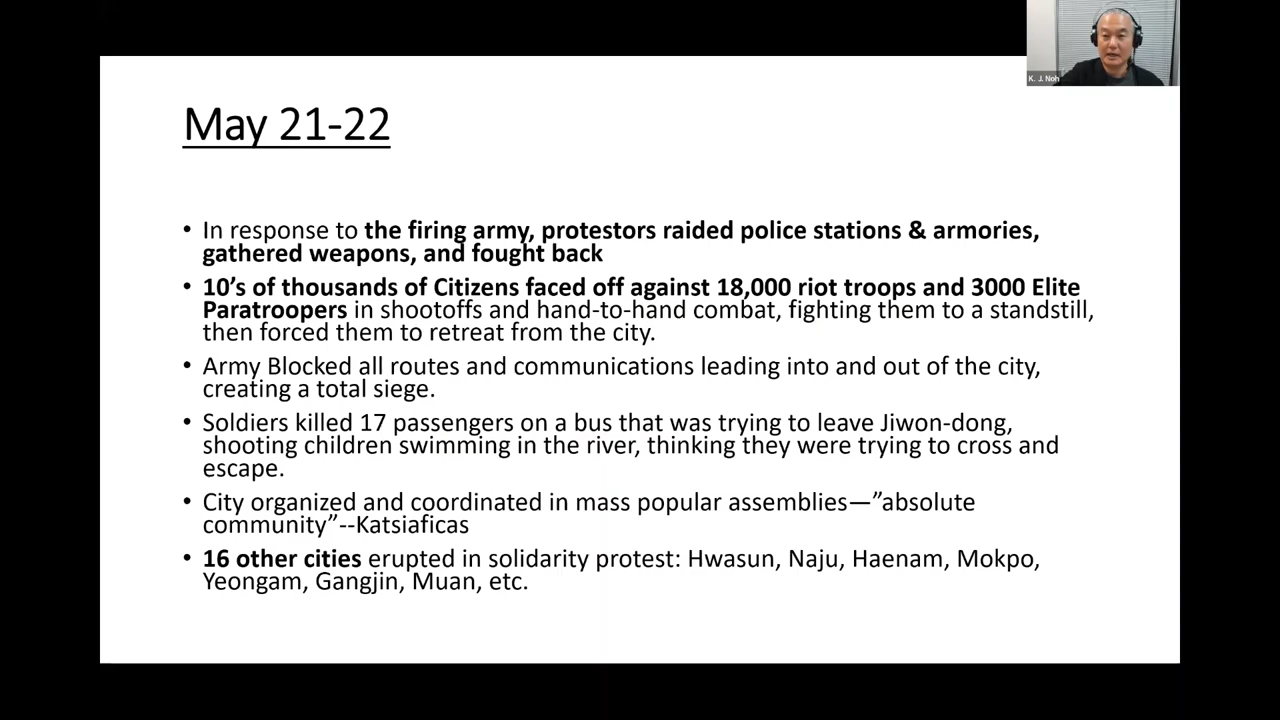 K. J. Noh
May 21-22
• In response to the firing army, protestors raided police stations & armories,
gathered weapons, and fought back
• 10’s of thousands of Citizens faced off against 18,000 riot troops and 3000 Elite
Paratroopers in shootoffs and hand-to-hand combat, fighting them to a standstill,
then forced them to retreat from the city.
• Army Blocked all routes and communications leading into and out of the city,
creating a total siege.
• Soldiers killed 17 passengers on a bus that was trying to leave Jiwon-dong,
shooting children swimming in the river, thinking they were trying to cross and
escape.
• City organized and coordinated in mass popular assemblies—”absolute
community”--Katsiaficas
• 16 other cities erupted in solidarity protest: Hwasun, Naju, Haenam, Mokpo,
Yeongam, Gangjin, Muan, etc.